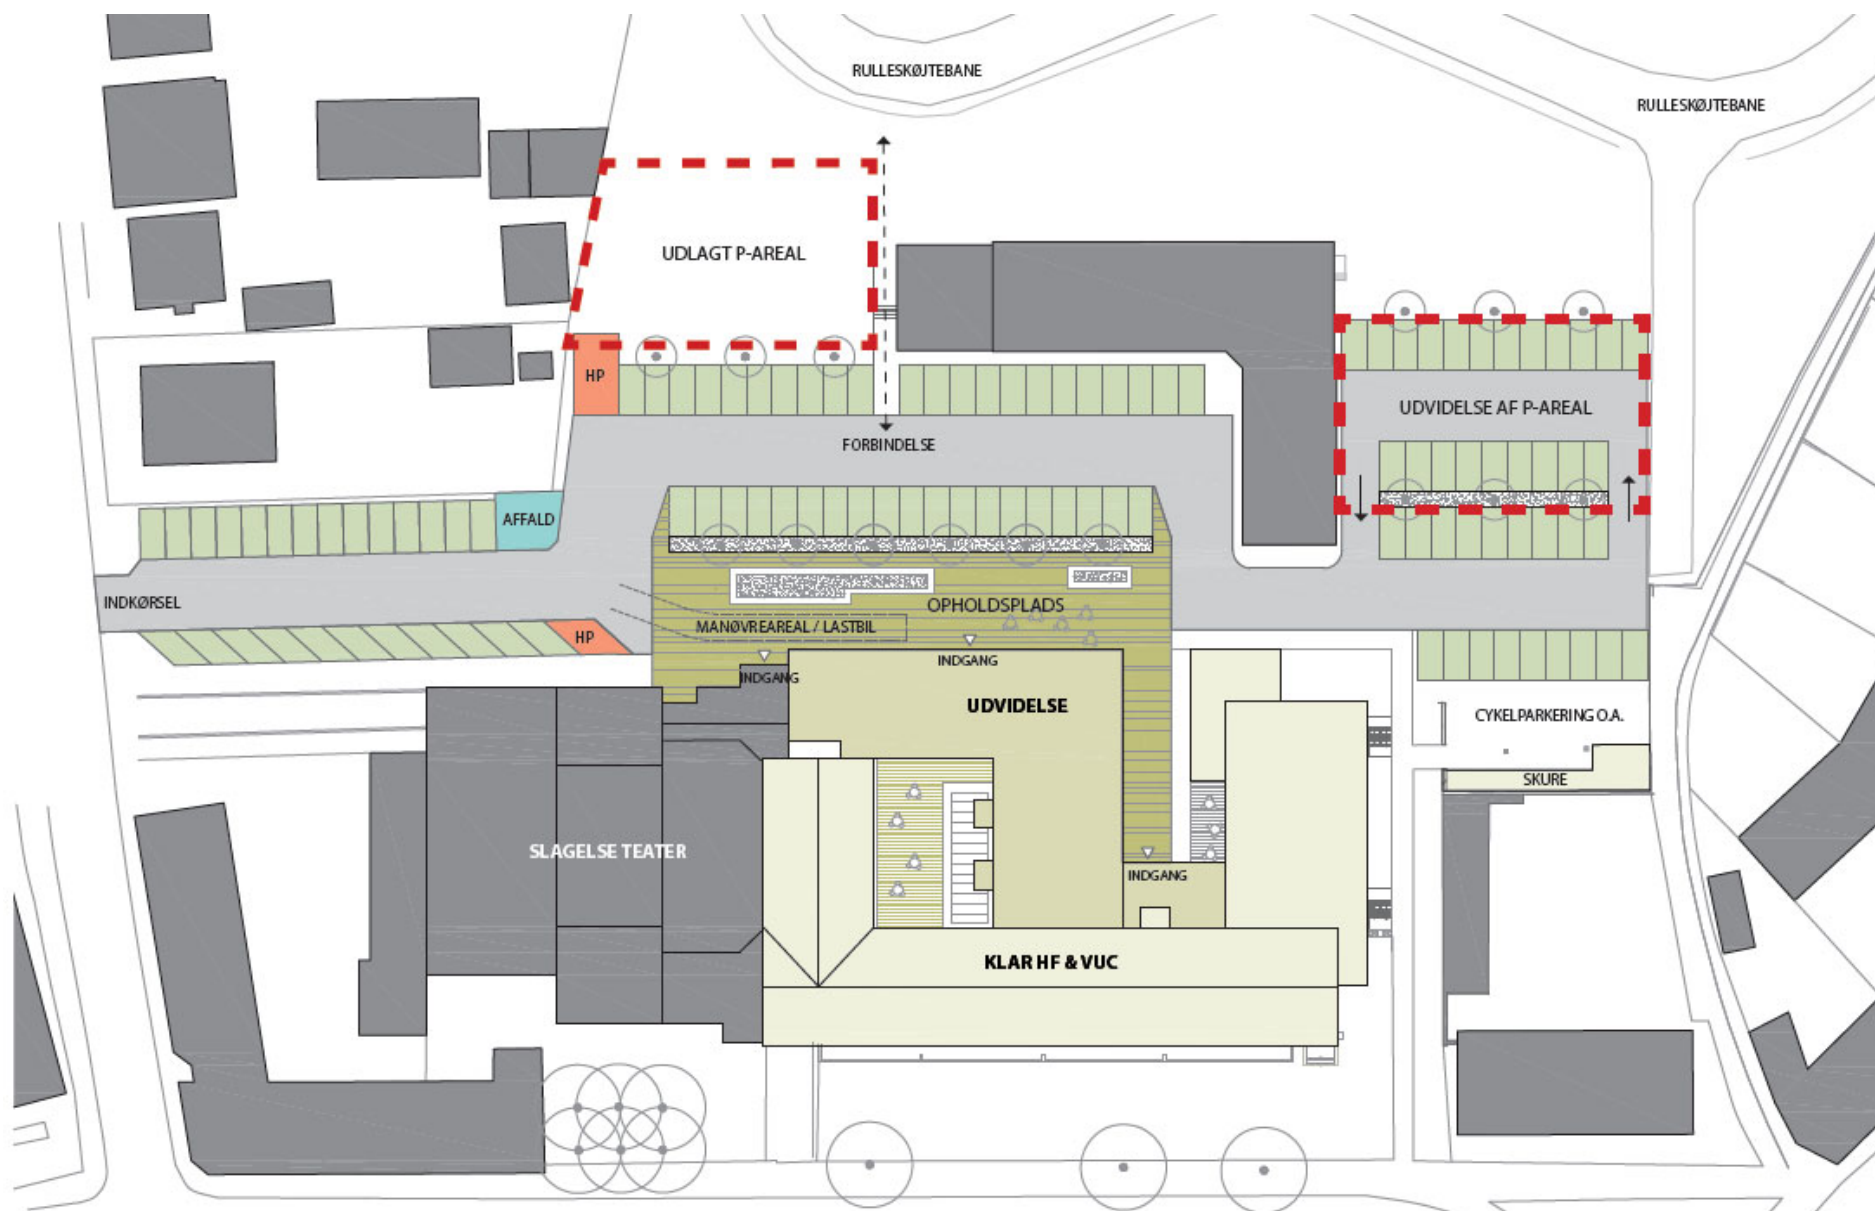 RULLESKØJTEBANE
RULLESKØJTEBANE
UDLAGT P-AREAL
HP
UDVIDELSE AF P-AREAL
FORBINDELSE
AFFALD
INDKØRSEL
OPHOLDSPLADS
MANØVREAREAL / LASTBIL
HP
INDGANG
INDGANG
UDVIDELSE
CYKELPARKERING O.A.
SKURE
SLAGELSE TEATER
INDGANG
KLAR HF & VUC